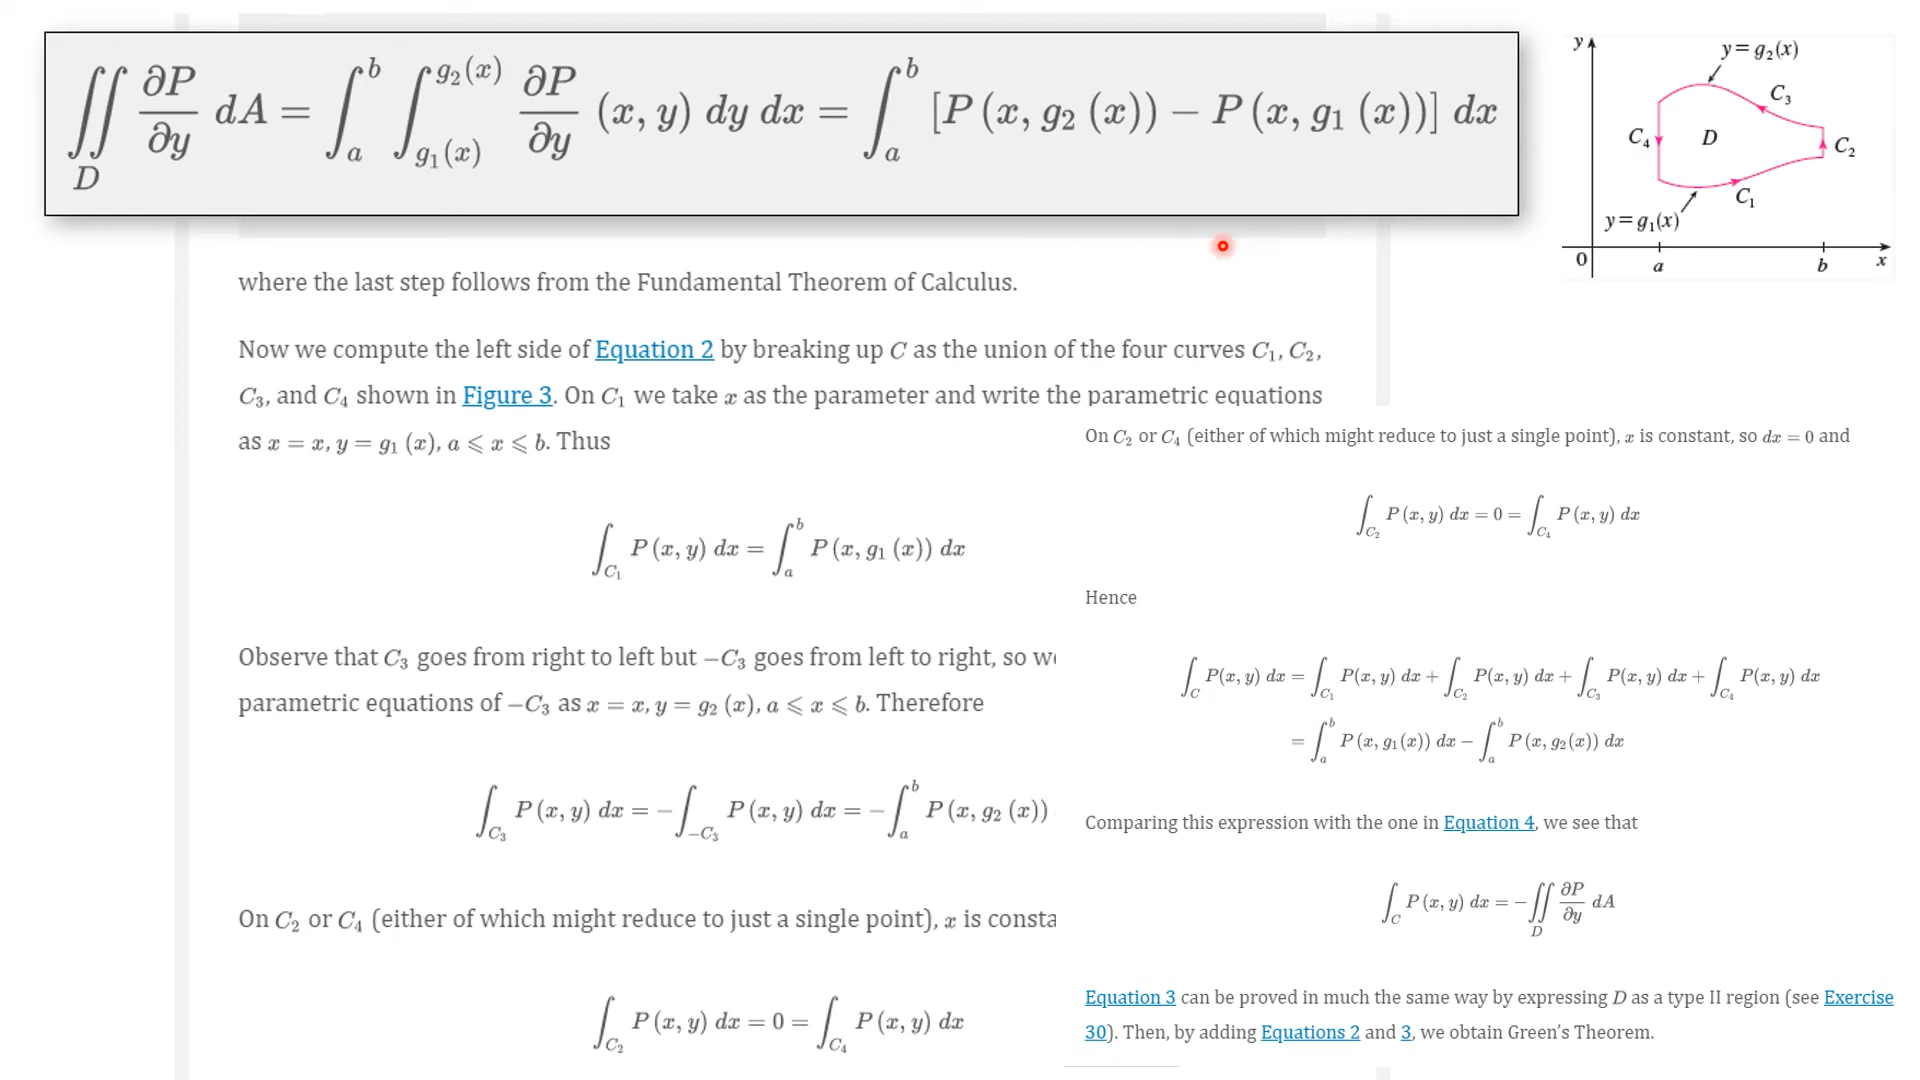 ∬_D ∂P/∂y dA = ∫_a^b ∫_{g₁(x)}^{g₂(x)} ∂P/∂y (x, y) dy dx = ∫_a^b [P (x, g₂ (x)) − P (x, g₁ (x))] dx
y
y = g₂(x)
C₃
C₄
D
C₂
C₁
y = g₁(x)
0
a
b
x
where the last step follows from the Fundamental Theorem of Calculus.
Now we compute the left side of Equation 2 by breaking up C as the union of the four curves C₁, C₂,
C₃, and C₄ shown in Figure 3. On C₁ we take x as the parameter and write the parametric equations
as x = x, y = g₁ (x), a ⩽ x ⩽ b. Thus
∫_{C₁} P (x, y) dx = ∫_a^b P (x, g₁ (x)) dx
Observe that C₃ goes from right to left but −C₃ goes from left to right, so
parametric equations of −C₃ as x = x, y = g₂ (x), a ⩽ x ⩽ b. Therefore
∫_{C₃} P (x, y) dx = −∫_{−C₃} P (x, y) dx = −∫_a^b P (x, g₂ (x))
On C₂ or C₄ (either of which might reduce to just a single point), x is consta
∫_{C₂} P (x, y) dx = 0 = ∫_{C₄} P (x, y) dx
On C₂ or C₄ (either of which might reduce to just a single point), x is constant, so dx = 0 and
∫_{C₂} P (x, y) dx = 0 = ∫_{C₄} P (x, y) dx
Hence
∫_C P(x, y) dx = ∫_{C₁} P(x, y) dx + ∫_{C₂} P(x, y) dx + ∫_{C₃} P(x, y) dx + ∫_{C₄} P(x, y) dx
= ∫_a^b P (x, g₁(x)) dx − ∫_a^b P (x, g₂(x)) dx
Comparing this expression with the one in Equation 4, we see that
∫_C P (x, y) dx = −∬_D ∂P/∂y dA
Equation 3 can be proved in much the same way by expressing D as a type II region (see Exercise
30). Then, by adding Equations 2 and 3, we obtain Green's Theorem.